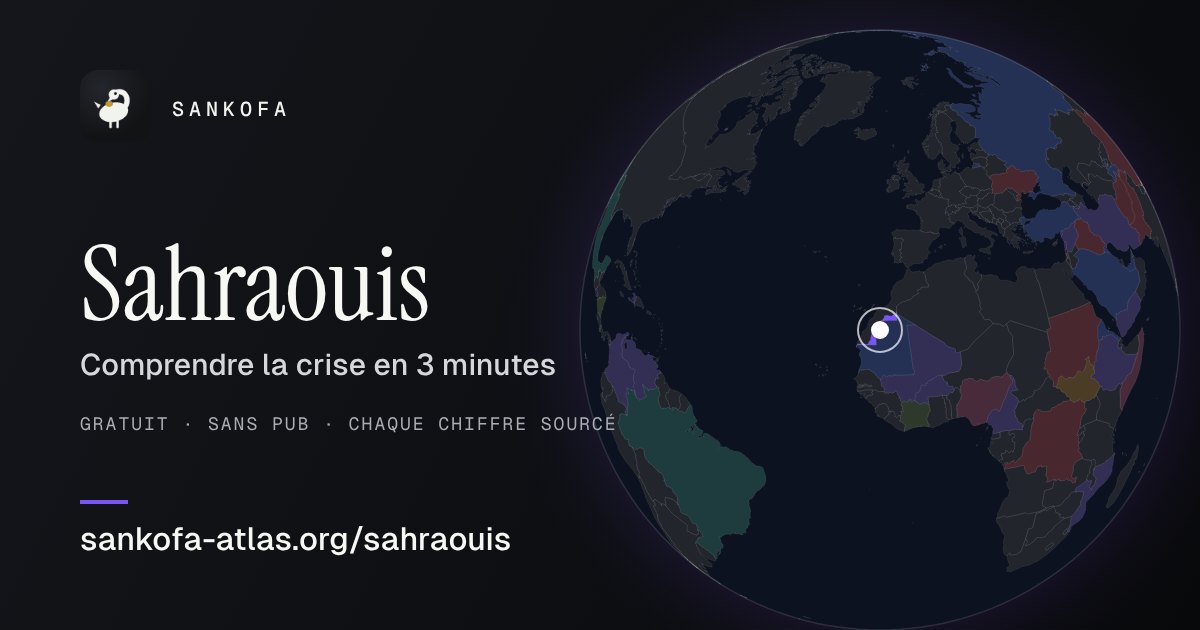 SANKOFA
Sahraouis
Comprendre la crise en 3 minutes
GRATUIT · SANS PUB · CHAQUE CHIFFRE SOURCÉ
sankofa-atlas.org/sahraouis